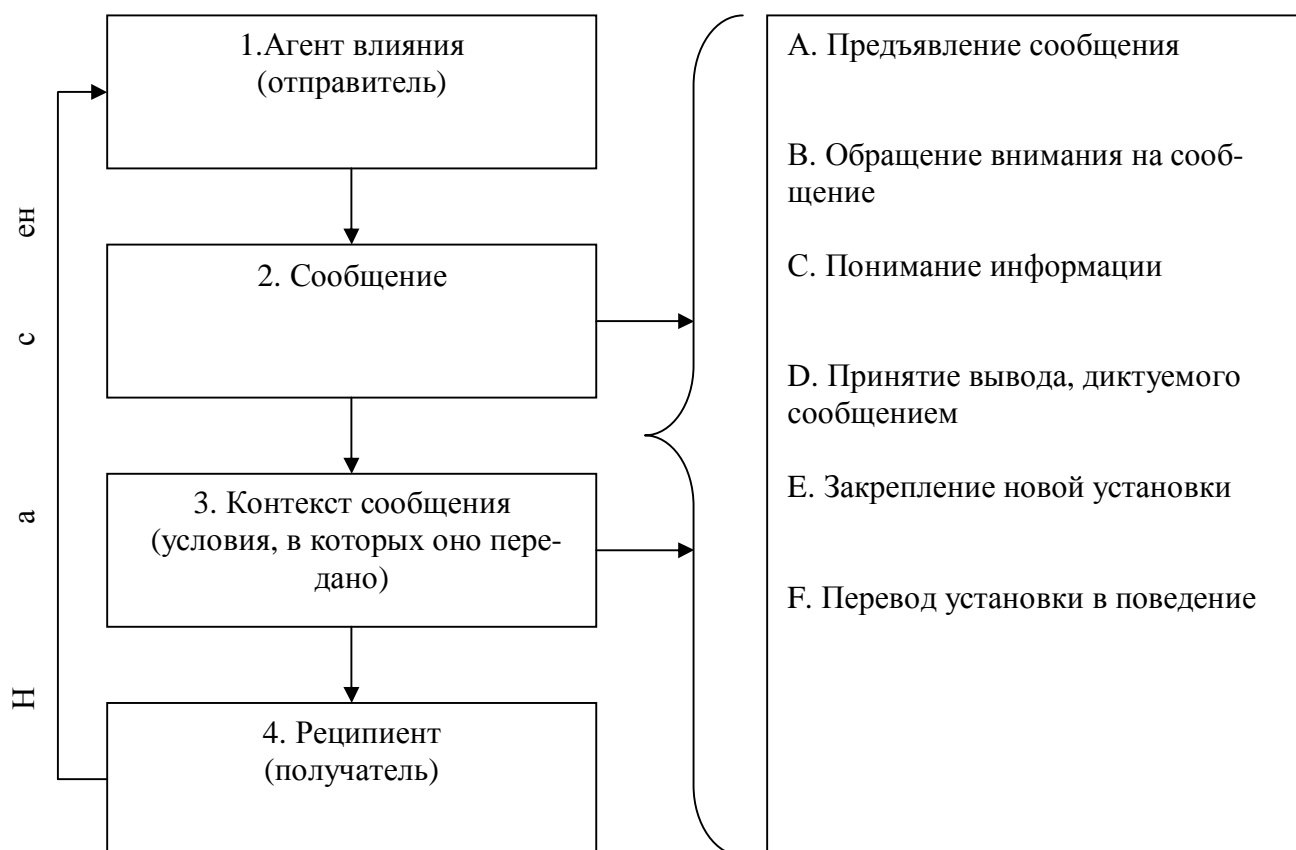 1.Агент влияния
(отправитель)
2. Сообщение
3. Контекст сообщения
(условия, в которых оно пере-
дано)
4. Реципиент
(получатель)
Н а с ен
A. Предъявление сообщения
B. Обращение внимания на сооб-
щение
C. Понимание информации
D. Принятие вывода, диктуемого
сообщением
E. Закрепление новой установки
F. Перевод установки в поведение